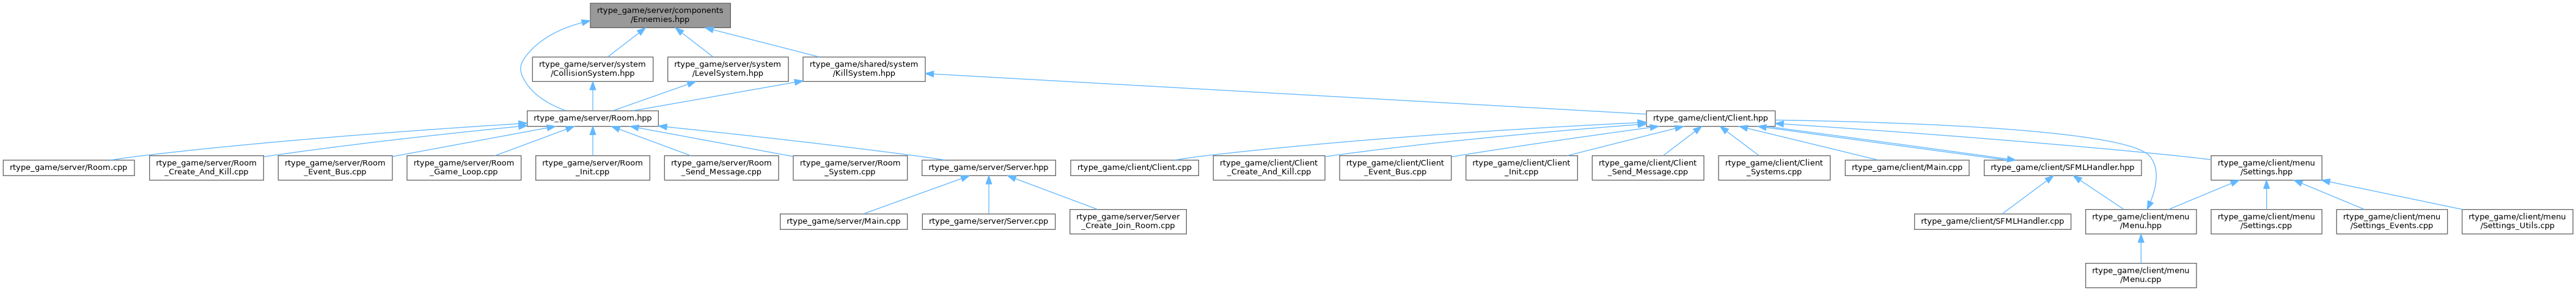 rtype_game/server/components
/Ennemies.hpp
rtype_game/server/system
/CollisionSystem.hpp
rtype_game/server/system
/LevelSystem.hpp
rtype_game/shared/system
/KillSystem.hpp
rtype_game/server/Room.hpp
rtype_game/client/Client.hpp
rtype_game/server/Room.cpp
rtype_game/server/Room
_Create_And_Kill.cpp
rtype_game/server/Room
_Event_Bus.cpp
rtype_game/server/Room
_Game_Loop.cpp
rtype_game/server/Room
_Init.cpp
rtype_game/server/Room
_Send_Message.cpp
rtype_game/server/Room
_System.cpp
rtype_game/server/Server.hpp
rtype_game/client/Client.cpp
rtype_game/client/Client
_Create_And_Kill.cpp
rtype_game/client/Client
_Event_Bus.cpp
rtype_game/client/Client
_Init.cpp
rtype_game/client/Client
_Send_Message.cpp
rtype_game/client/Client
_Systems.cpp
rtype_game/client/Main.cpp
rtype_game/client/SFMLHandler.hpp
rtype_game/client/menu
/Settings.hpp
rtype_game/server/Main.cpp
rtype_game/server/Server.cpp
rtype_game/server/Server
_Create_Join_Room.cpp
rtype_game/client/SFMLHandler.cpp
rtype_game/client/menu
/Menu.hpp
rtype_game/client/menu
/Settings.cpp
rtype_game/client/menu
/Settings_Events.cpp
rtype_game/client/menu
/Settings_Utils.cpp
rtype_game/client/menu
/Menu.cpp